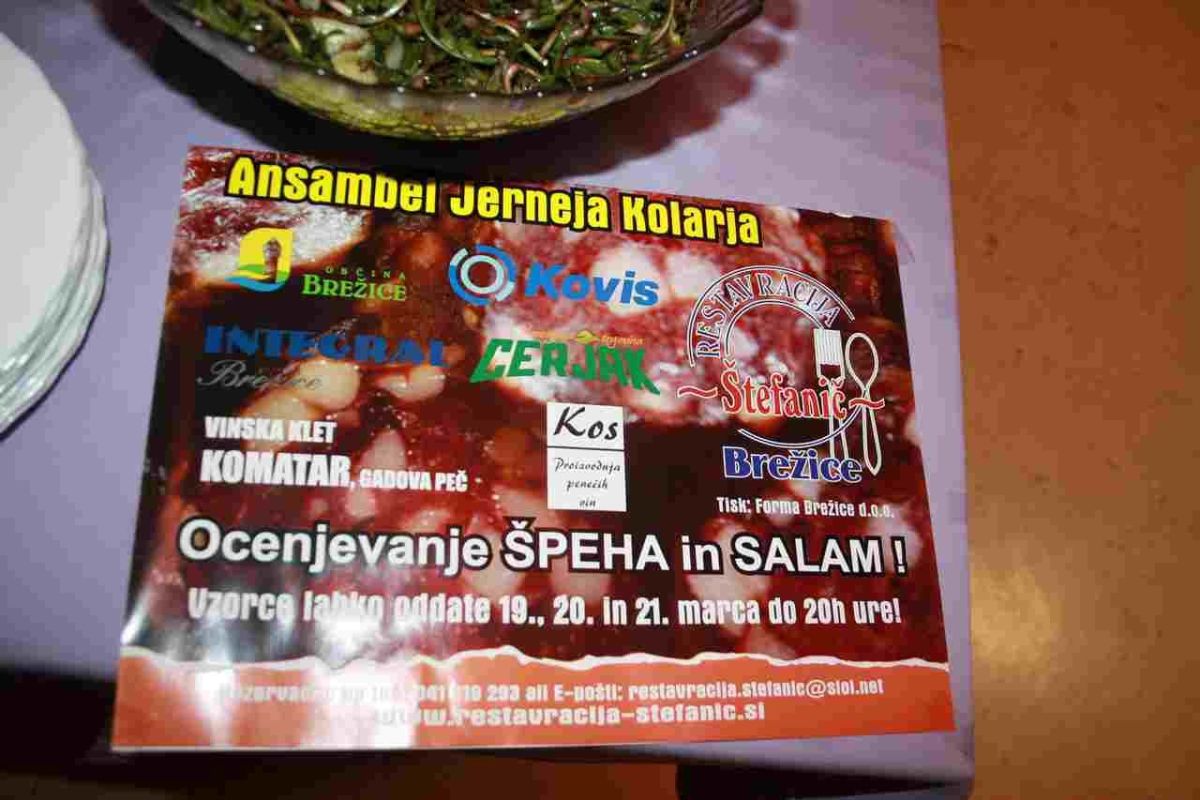 Ansambel Jerneja Kolarja
OBČINA
BREŽICE
Kovis
RESTAVRACIJA
Štefanič
Brežice
INTEGRAL
Brežice
CERJAK
VINSKA KLET
KOMATAR, GADOVA PEČ
Kos
Proizvodnja
penečih
vin
Tisk: Forma Brežice d.o.o.
Ocenjevanje ŠPEHA in SALAM !
Vzorce lahko oddate 19., 20. in 21. marca do 20h ure!
293 ali E-pošti: restavracija.stefanic@siol.net
www.restavracija-stefanic.si